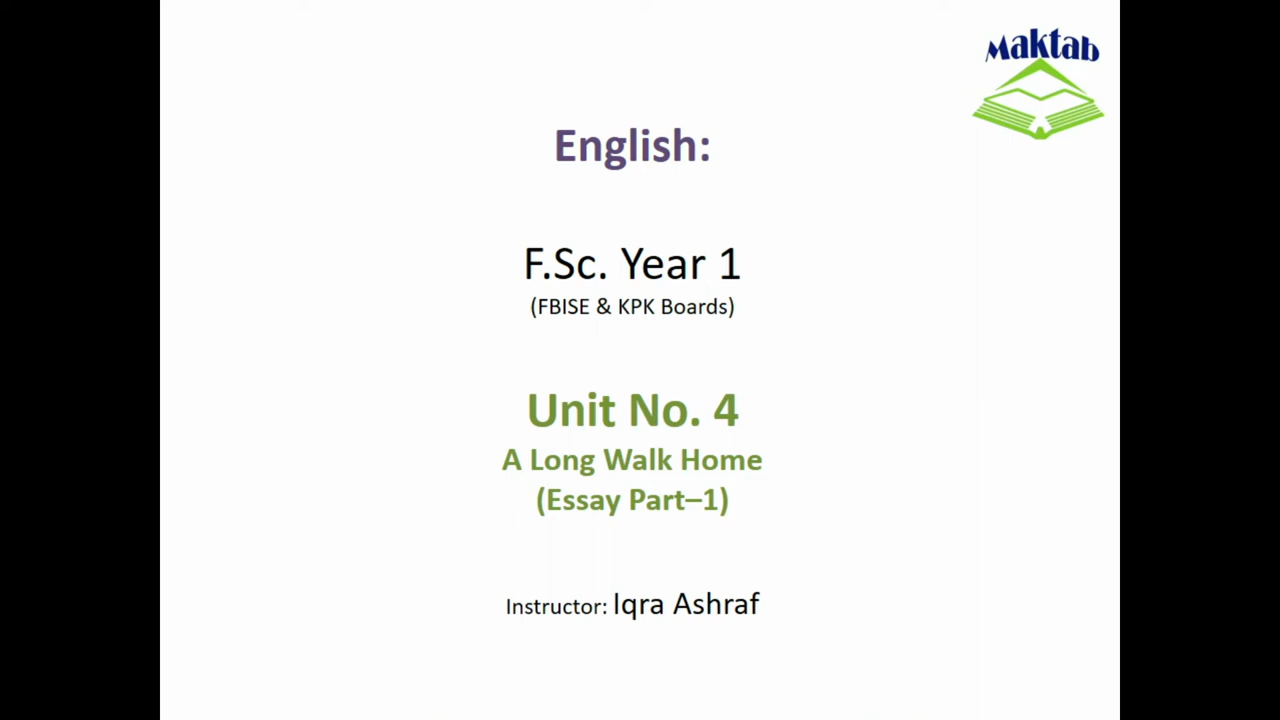 Maktab
English:
F.Sc. Year 1
(FBISE & KPK Boards)
Unit No. 4
A Long Walk Home
(Essay Part–1)
Instructor: Iqra Ashraf